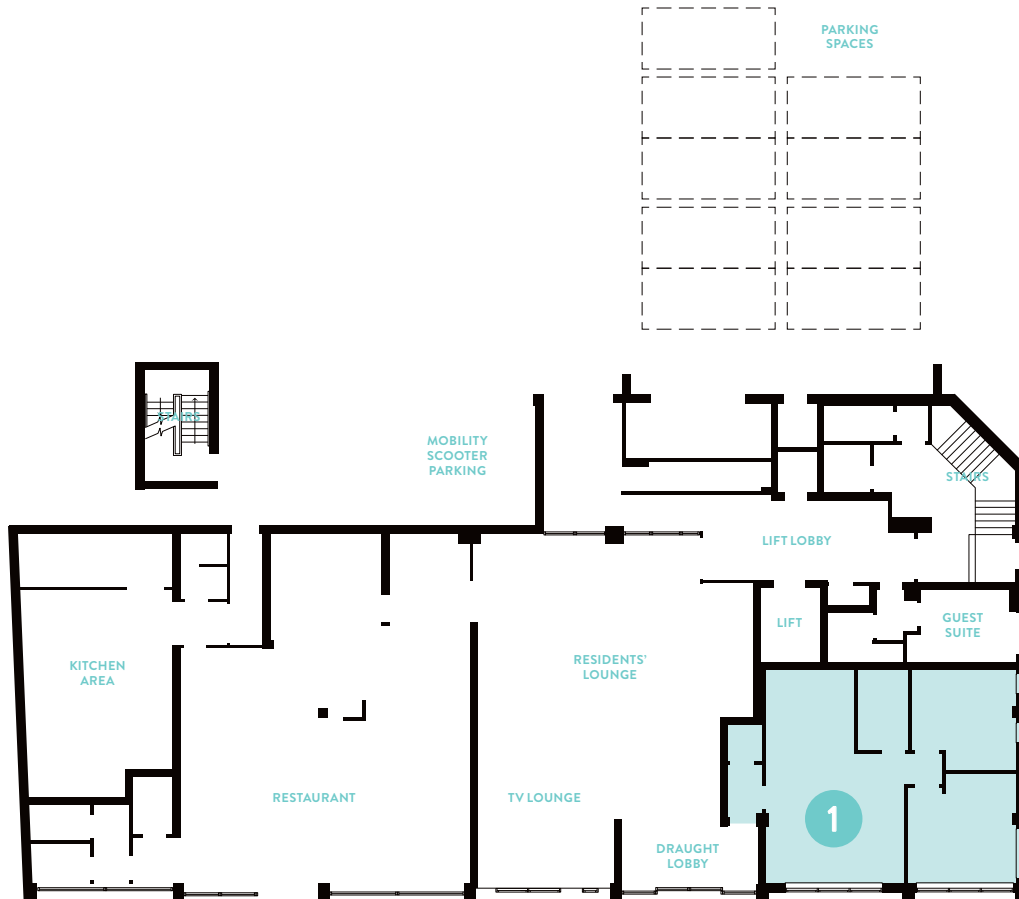 PARKING
SPACES
STAIRS
MOBILITY
SCOOTER
PARKING
STAIRS
LIFT LOBBY
LIFT
GUEST
SUITE
KITCHEN
AREA
RESIDENTS'
LOUNGE
RESTAURANT
TV LOUNGE
1
DRAUGHT
LOBBY